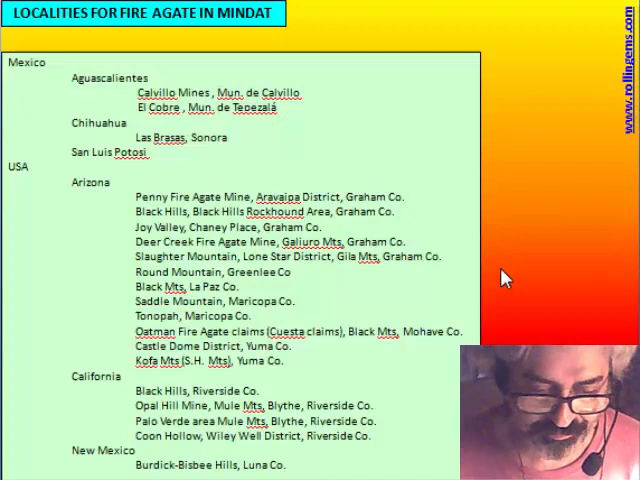 LOCALITIES FOR FIRE AGATE IN MINDAT
www.rollingems.com
Mexico
Aguascalientes
Calvillo Mines , Mun. de Calvillo
El Cobre , Mun. de Tepezalá
Chihuahua
Las Brasas, Sonora
San Luis Potosi
USA
Arizona
Penny Fire Agate Mine, Aravaipa District, Graham Co.
Black Hills, Black Hills Rockhound Area, Graham Co.
Joy Valley, Chaney Place, Graham Co.
Deer Creek Fire Agate Mine, Galiuro Mts, Graham Co.
Slaughter Mountain, Lone Star District, Gila Mts, Graham Co.
Round Mountain, Greenlee Co
Black Mts, La Paz Co.
Saddle Mountain, Maricopa Co.
Tonopah, Maricopa Co.
Oatman Fire Agate claims (Cuesta claims), Black Mts, Mohave Co.
Castle Dome District, Yuma Co.
Kofa Mts (S.H. Mts), Yuma Co.
California
Black Hills, Riverside Co.
Opal Hill Mine, Mule Mts, Blythe, Riverside Co.
Palo Verde area Mule Mts, Blythe, Riverside Co.
Coon Hollow, Wiley Well District, Riverside Co.
New Mexico
Burdick-Bisbee Hills, Luna Co.